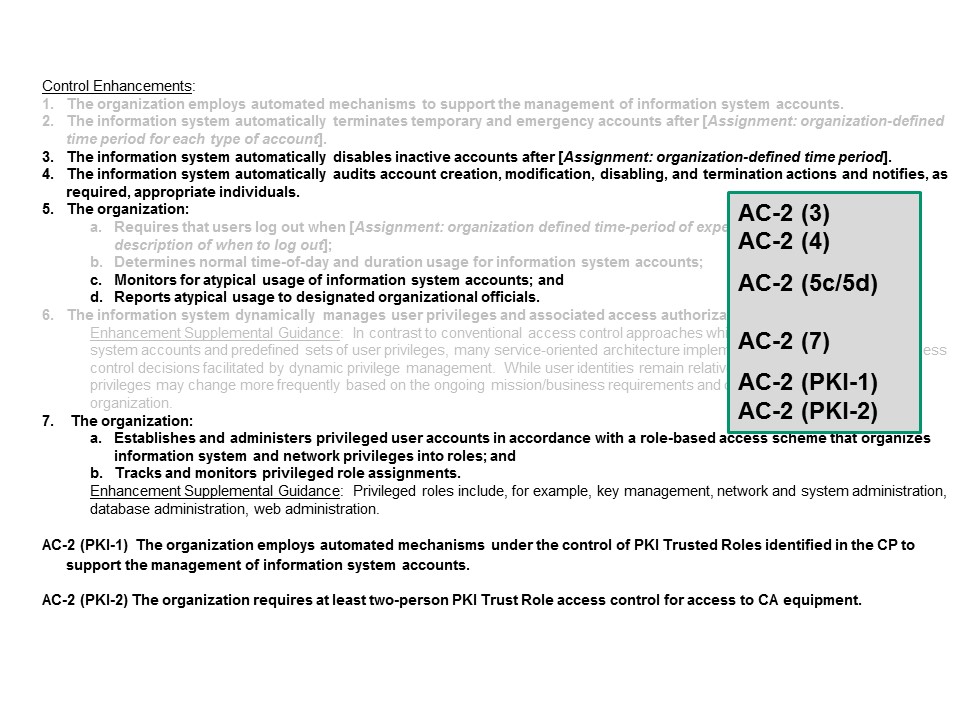 Control Enhancements:
1. The organization employs automated mechanisms to support the management of information system accounts.
2. The information system automatically terminates temporary and emergency accounts after [Assignment: organization-defined
time period for each type of account].
3. The information system automatically disables inactive accounts after [Assignment: organization-defined time period].
4. The information system automatically audits account creation, modification, disabling, and termination actions and notifies, as
required, appropriate individuals.
5. The organization:
a. Requires that users log out when [Assignment: organization defined time-period of
description of when to log out];
b. Determines normal time-of-day and duration usage for information system accounts;
c. Monitors for atypical usage of information system accounts; and
d. Reports atypical usage to designated organizational officials.
6. The information system dynamically manages user privileges and associated access
Enhancement Supplemental Guidance: In contrast to conventional access control approaches
system accounts and predefined sets of user privileges, many service-oriented architecture
control decisions facilitated by dynamic privilege management. While user identities remain
privileges may change more frequently based on the ongoing mission/business requirements and
organization.
AC-2 (3)
AC-2 (4)
AC-2 (5c/5d)
AC-2 (7)
AC-2 (PKI-1)
AC-2 (PKI-2)
7. The organization:
a. Establishes and administers privileged user accounts in accordance with a role-based access scheme that organizes
information system and network privileges into roles; and
b. Tracks and monitors privileged role assignments.
Enhancement Supplemental Guidance: Privileged roles include, for example, key management, network and system administration,
database administration, web administration.
AC-2 (PKI-1) The organization employs automated mechanisms under the control of PKI Trusted Roles identified in the CP to
support the management of information system accounts.
AC-2 (PKI-2) The organization requires at least two-person PKI Trust Role access control for access to CA equipment.